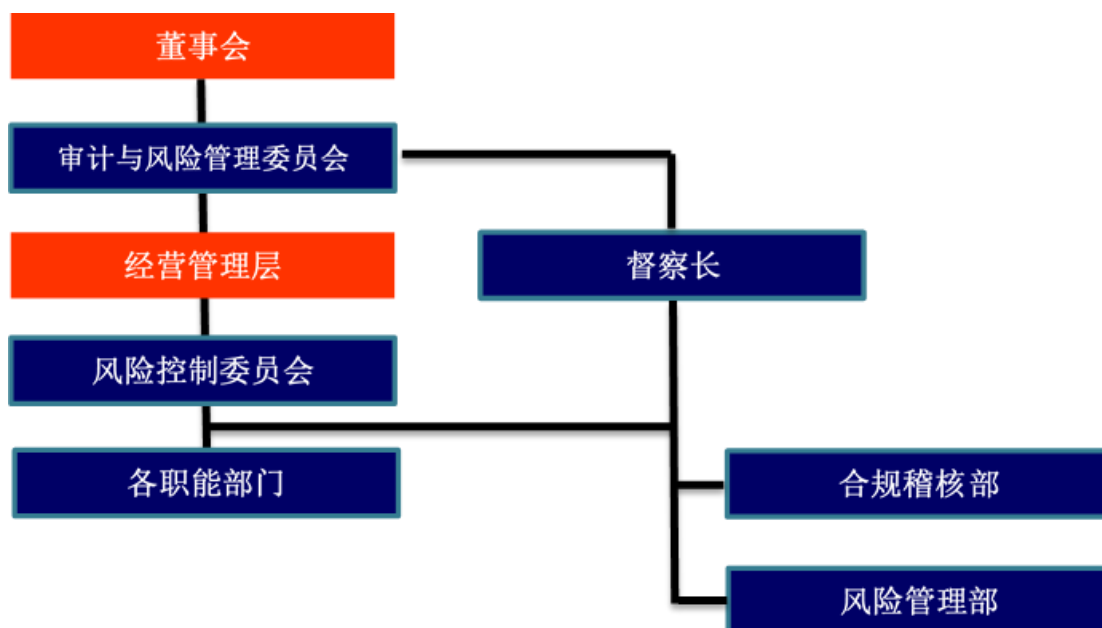 董事会
审计与风险管理委员会
经营管理层
督察长
风险控制委员会
各职能部门
合规稽核部
风险管理部